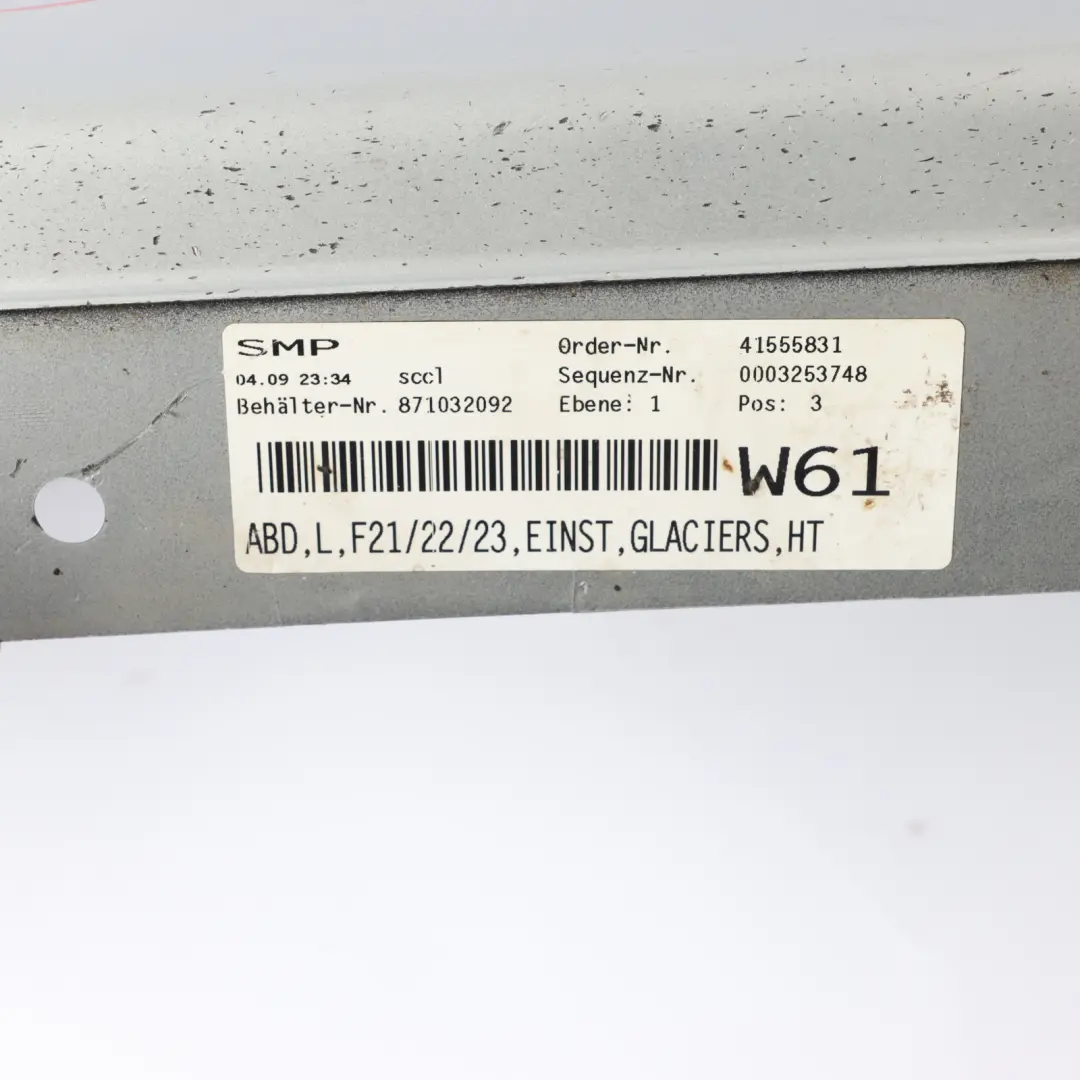 SMP Order-Nr. 41555831
04.09 23:34 sccl Sequenz-Nr. 0003253748
Behälter-Nr. 871032092 Ebene: 1 Pos: 3
W61
ABD,L,F21/22/23,EINST,GLACIERS,HT